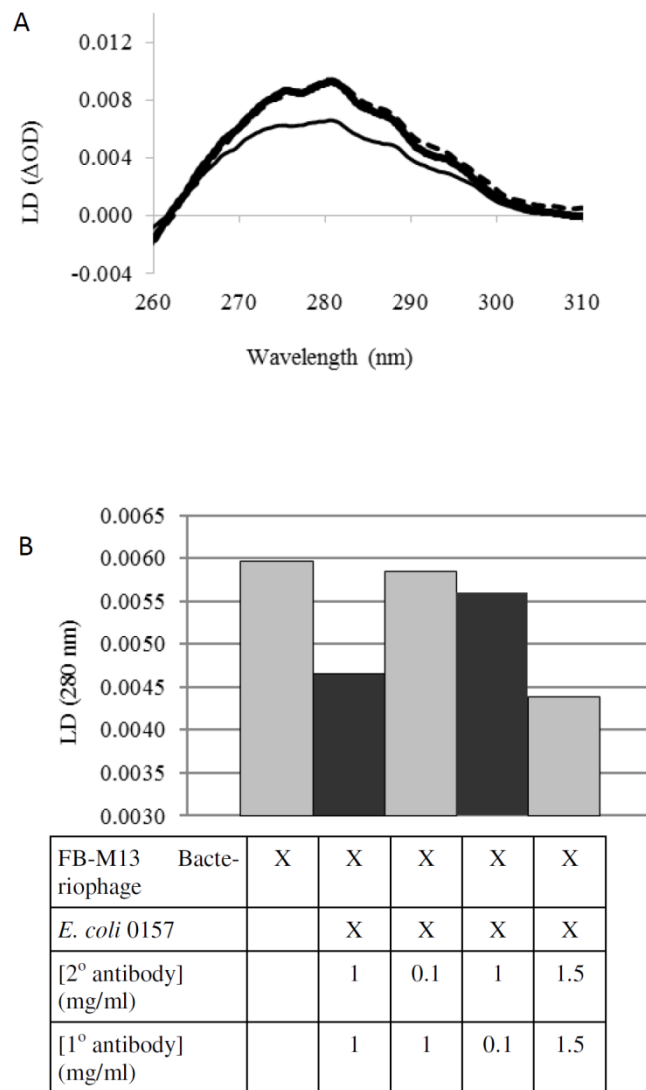 A
LD (ΔOD)
0.012
0.008
0.004
0.000
-0.004
260 270 280 290 300 310
Wavelength (nm)
B
LD (280 nm)
0.0065
0.0060
0.0055
0.0050
0.0045
0.0040
0.0035
0.0030
FB-M13 Bacte-
riophage
X X X X X
E. coli 0157
X X X X
[2° antibody]
(mg/ml)
1 0.1 1 1.5
[1° antibody]
(mg/ml)
1 1 0.1 1.5